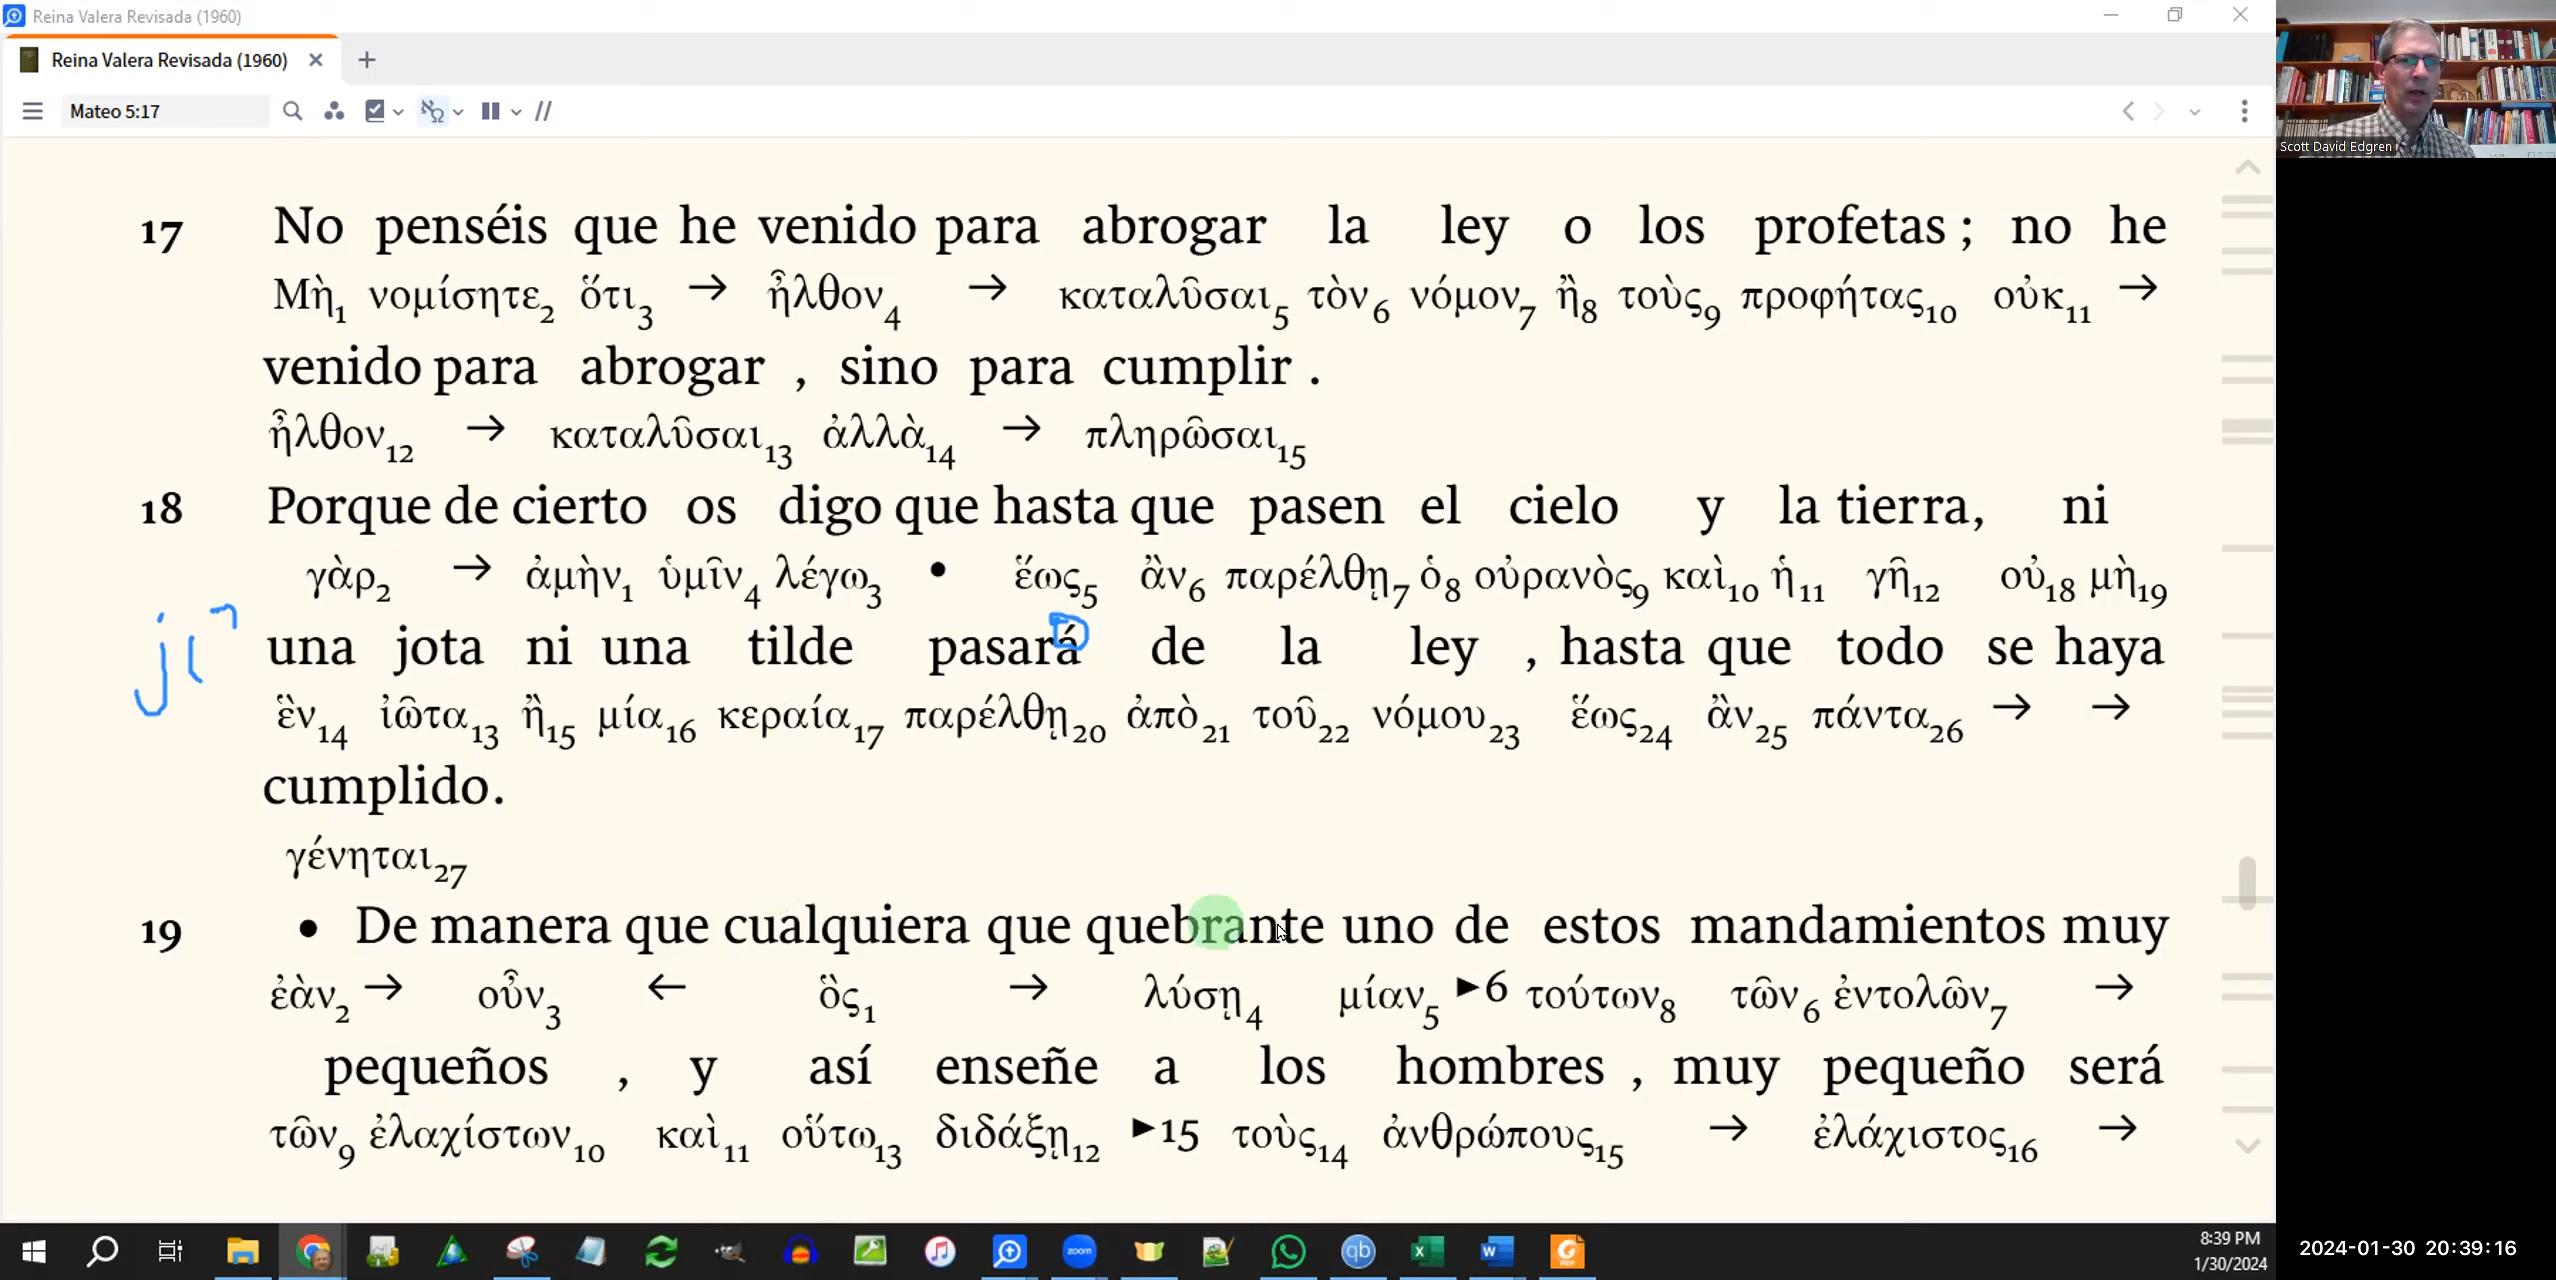 Reina Valera Revisada (1960)
Reina Valera Revisada (1960)
Mateo 5:17
Scott David Edgren
17 No penséis que he venido para abrogar la ley o los profetas ; no he
Μὴ1 νομίσητε2 ὅτι3 → ἦλθον4 → καταλῦσαι5 τὸν6 νόμον7 ἢ8 τοὺς9 προφήτας10 οὐκ11 →
venido para abrogar , sino para cumplir .
ἦλθον12 → καταλῦσαι13 ἀλλὰ14 → πληρῶσαι15
18 Porque de cierto os digo que hasta que pasen el cielo y la tierra, ni
γὰρ2 → ἀμὴν1 ὑμῖν4 λέγω3 • ἕως5 ἂν6 παρέλθῃ7 ὁ8 οὐρανὸς9 καὶ10 ἡ11 γῆ12 οὐ18 μὴ19
una jota ni una tilde pasará de la ley , hasta que todo se haya
ἓν14 ἰῶτα13 ἢ15 μία16 κεραία17 παρέλθῃ20 ἀπὸ21 τοῦ22 νόμου23 ἕως24 ἂν25 πάντα26 → →
cumplido.
γένηται27
19 • De manera que cualquiera que quebrante uno de estos mandamientos muy
ἐὰν2 → οὖν3 ← ὃς1 → λύσῃ4 μίαν5 ►6 τούτων8 τῶν6 ἐντολῶν7 →
pequeños , y así enseñe a los hombres , muy pequeño será
τῶν9 ἐλαχίστων10 καὶ11 οὕτω13 διδάξῃ12 ►15 τοὺς14 ἀνθρώπους15 → ἐλάχιστος16 →
zoom
qb
8:39 PM
1/30/2024
2024-01-30 20:39:16